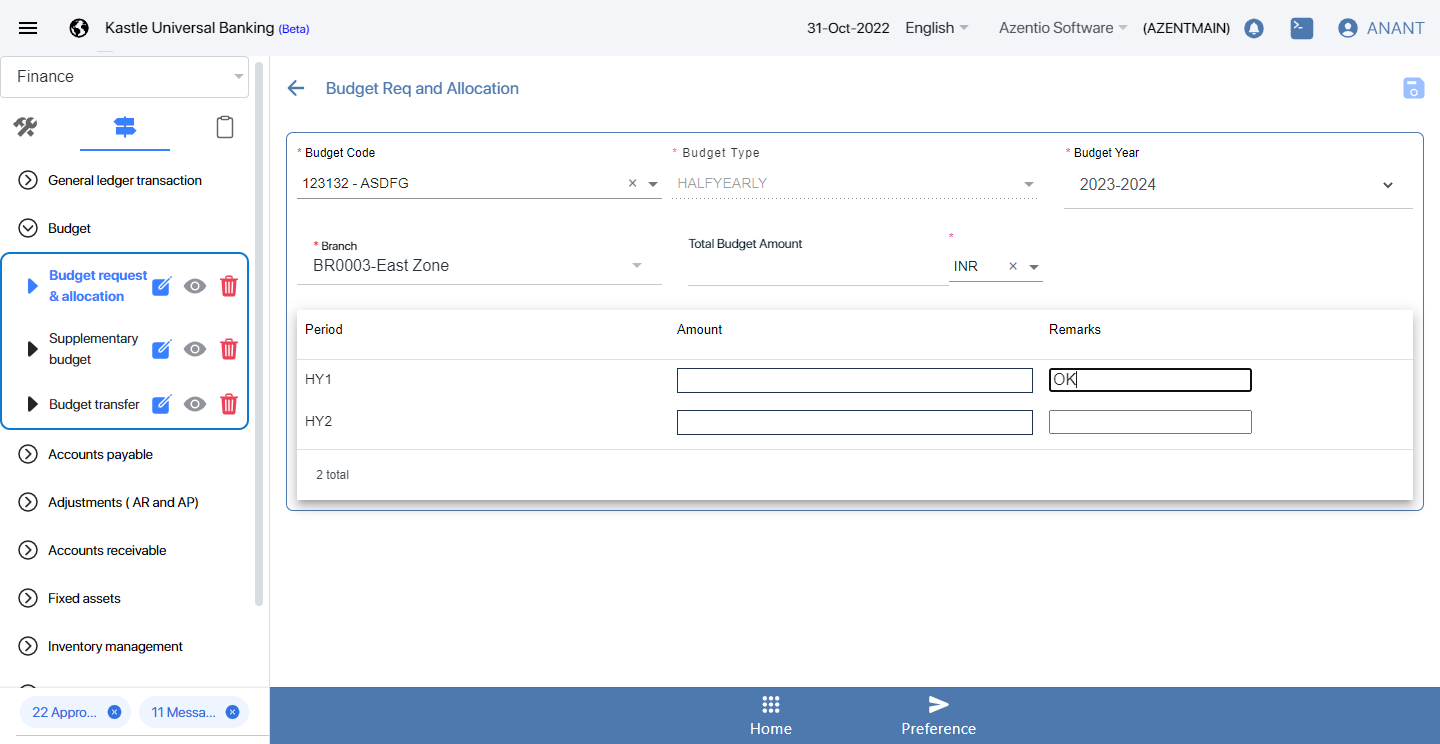 Kastle Universal Banking (Beta)
31-Oct-2022
English
Azentio Software
(AZENTMAIN)
ANANT
Finance
General ledger transaction
Budget
Budget request
& allocation
Supplementary
budget
Budget transfer
Accounts payable
Adjustments ( AR and AP)
Accounts receivable
Fixed assets
Inventory management
22 Appro...
11 Messa...
Budget Req and Allocation
* Budget Code
* Budget Type
* Budget Year
123132 - ASDFG
HALFYEARLY
2023-2024
* Branch
Total Budget Amount
*
BR0003-East Zone
INR
Period
Amount
Remarks
HY1
OK
HY2
2 total
Home
Preference